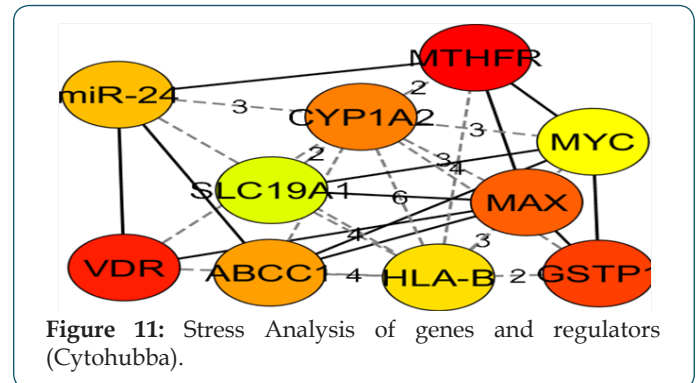 MTHFR
miR-24
2
3
CYP1A2
3
MYC
2
3
4
SLC19A1
6
MAX
4
3
VDR
ABCC1
4
HLA-B
2
GSTP1
Figure 11: Stress Analysis of genes and regulators
(Cytohubba).